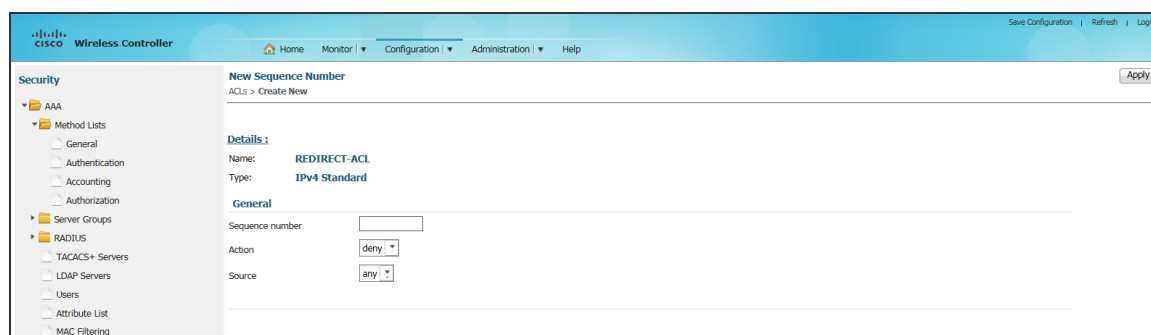 Save Configuration | Refresh | Log
CISCO Wireless Controller
Home Monitor Configuration Administration Help
Security
New Sequence Number
Apply
ACLs > Create New
AAA
Method Lists
General
Authentication
Accounting
Authorization
Server Groups
RADIUS
TACACS+ Servers
LDAP Servers
Users
Attribute List
MAC Filtering
Details :
Name: REDIRECT-ACL
Type: IPv4 Standard
General
Sequence number
Action deny
Source any